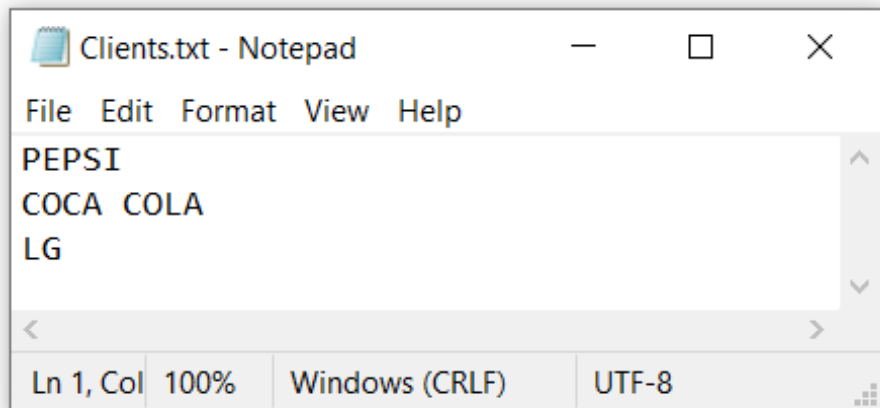 Clients.txt - Notepad
File Edit Format View Help
PEPSI
COCA COLA
LG
Ln 1, Col 100% Windows (CRLF) UTF-8